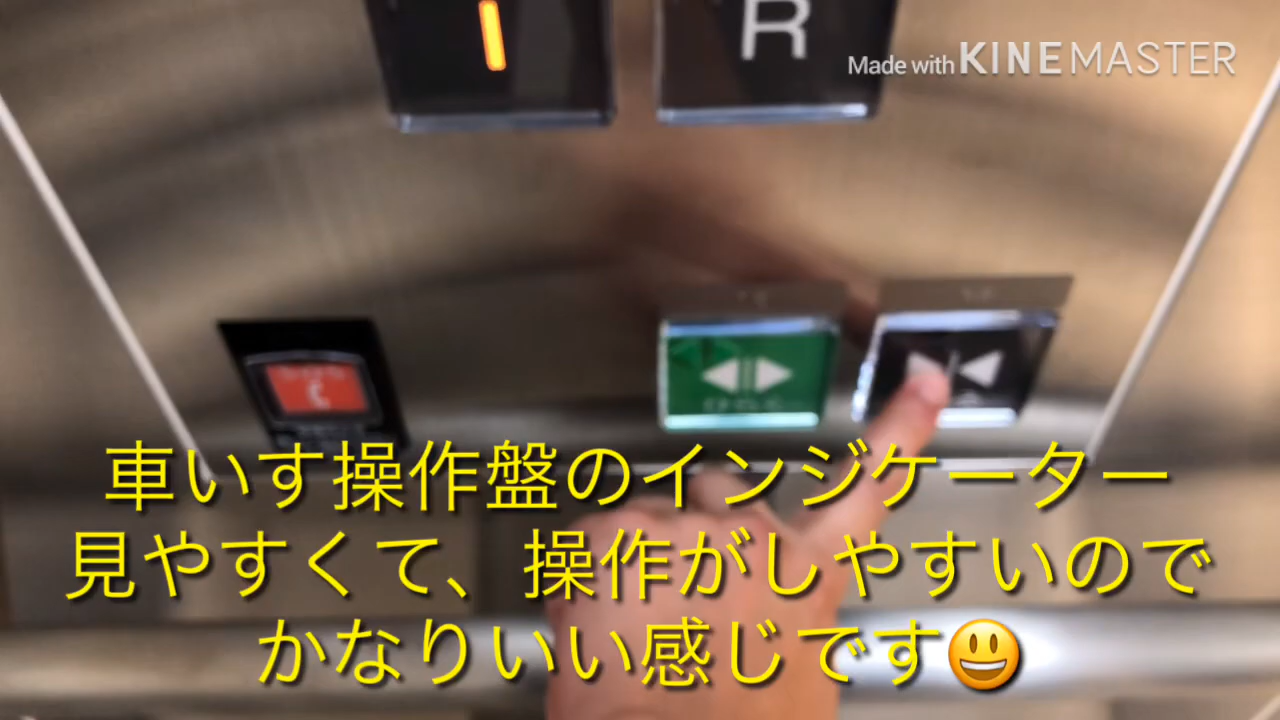 1
R
Made with KINEMASTER
車いす操作盤のインジケーター
見やすくて、操作がしやすいので
かなりいい感じです😃